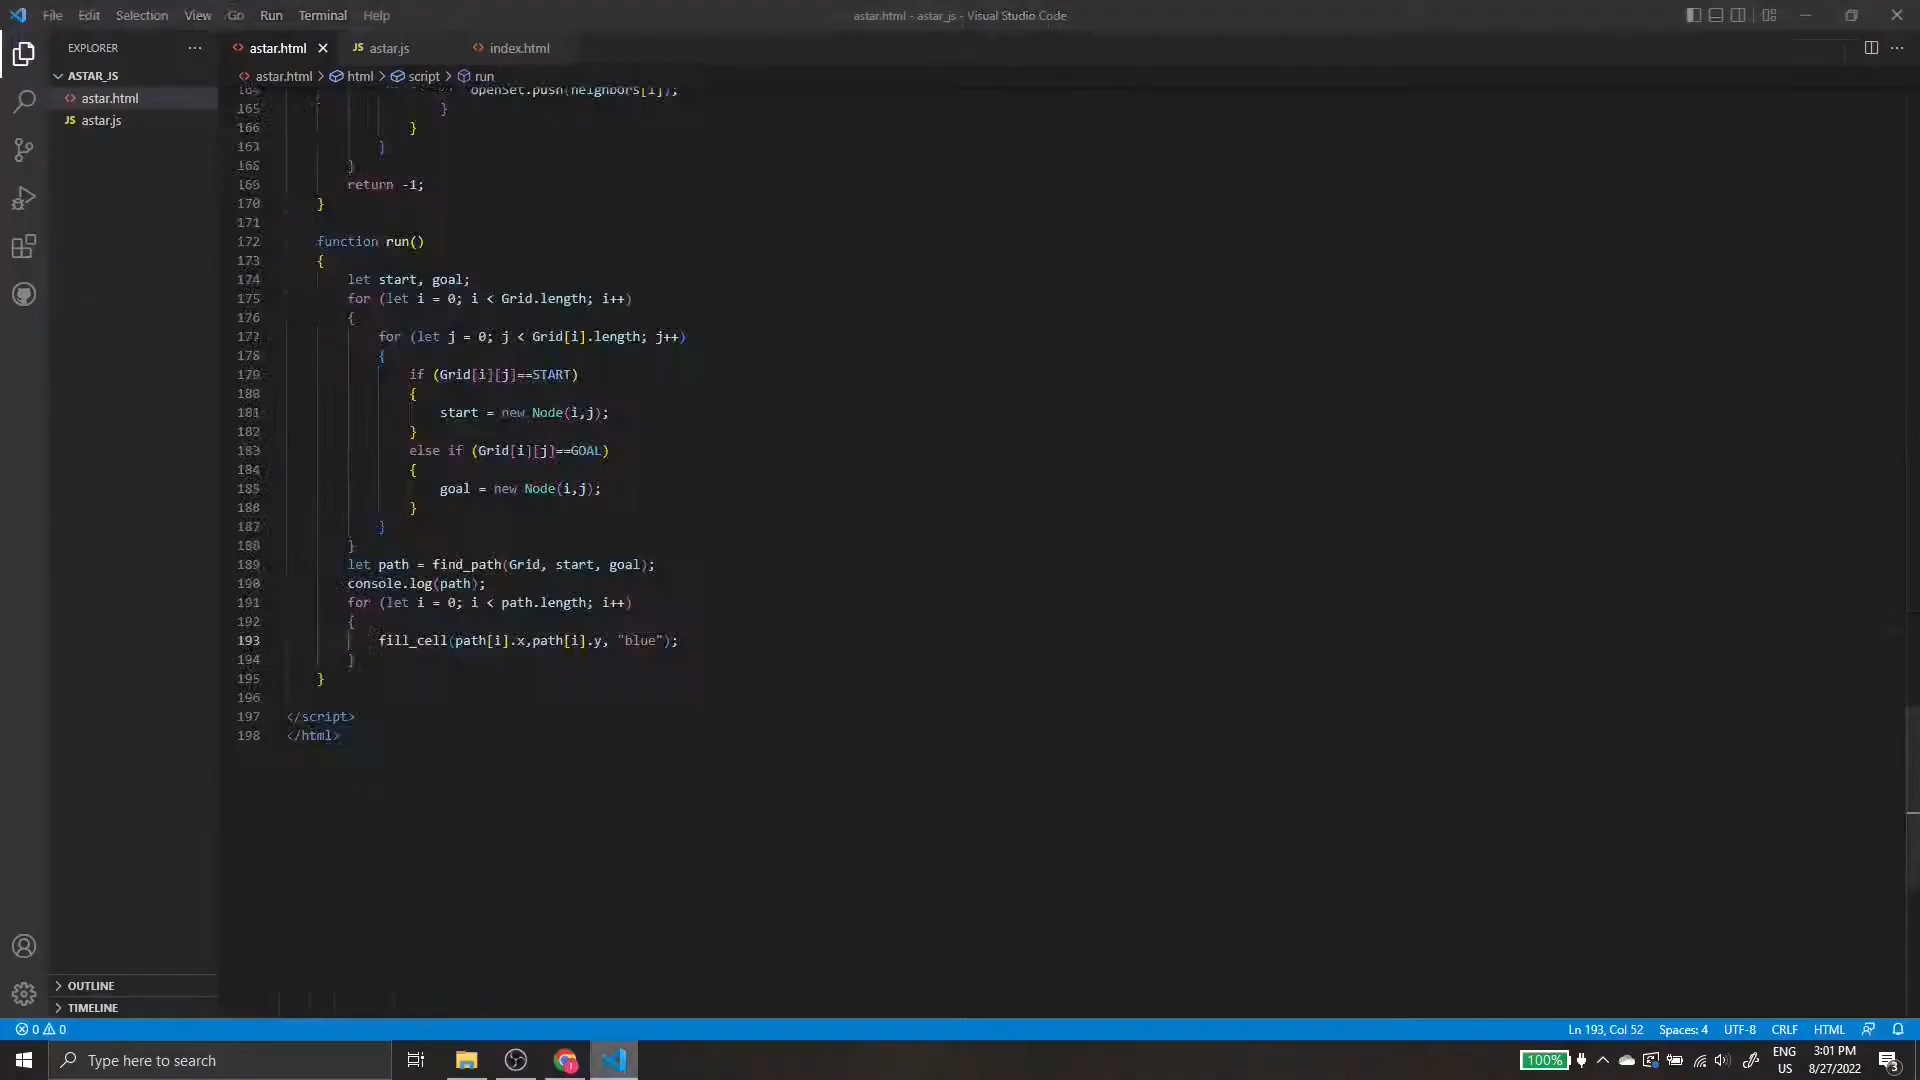 File Edit Selection View Go Run Terminal Help
astar.html - astar_js - Visual Studio Code
EXPLORER
astar.html
JS astar.js
index.html
ASTAR_JS
astar.html > html > script > run
astar.html
JS astar.js
164 openSet.push(neighbors[i]);
165 }
166 }
167 }
168 }
169 return -1;
170 }
171
172 function run()
173 {
174 let start, goal;
175 for (let i = 0; i < Grid.length; i++)
176 {
177 for (let j = 0; j < Grid[i].length; j++)
178 {
179 if (Grid[i][j]==START)
180 {
181 start = new Node(i,j);
182 }
183 else if (Grid[i][j]==GOAL)
184 {
185 goal = new Node(i,j);
186 }
187 }
188 }
189 let path = find_path(Grid, start, goal);
190 console.log(path);
191 for (let i = 0; i < path.length; i++)
192 {
193 fill_cell(path[i].x,path[i].y, "blue");
194 }
195 }
196
197 </script>
198 </html>
OUTLINE
TIMELINE
0 0
Ln 193, Col 52 Spaces: 4 UTF-8 CRLF HTML
Type here to search
100%
ENG
US
3:01 PM
8/27/2022
3